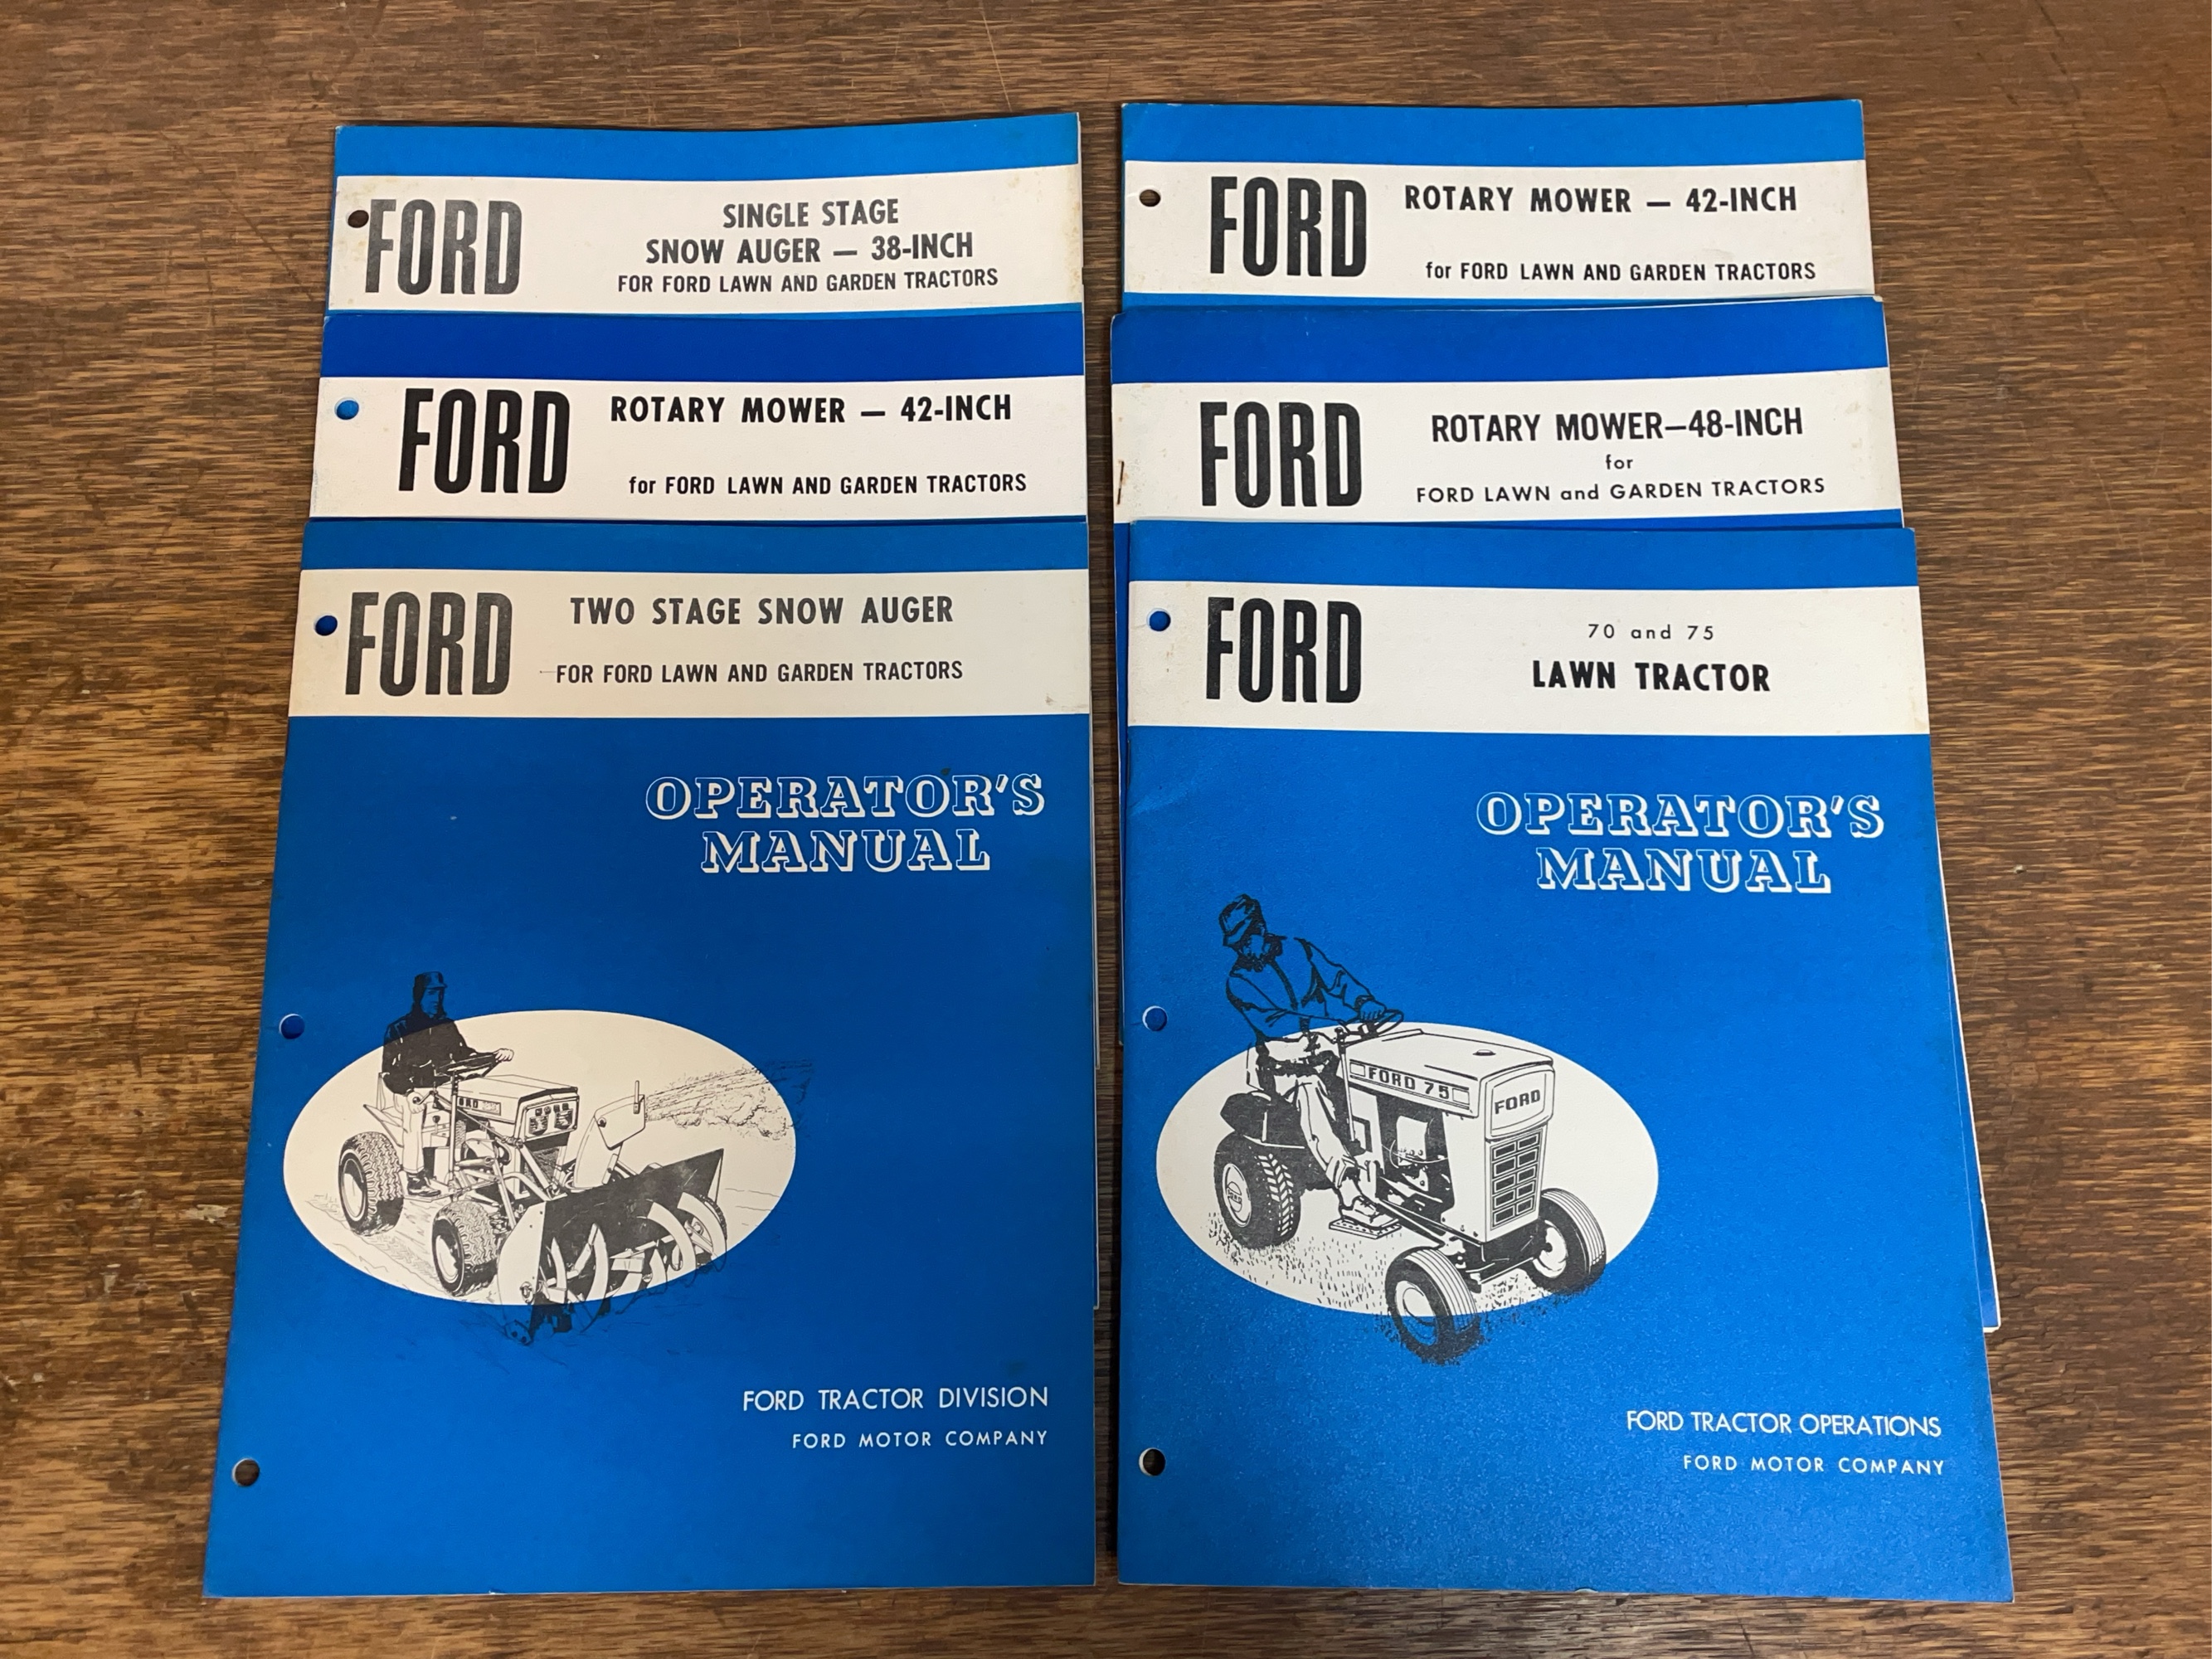 FORD
SINGLE STAGE
SNOW AUGER — 38-INCH
FOR FORD LAWN AND GARDEN TRACTORS
FORD
ROTARY MOWER — 42-INCH
for FORD LAWN AND GARDEN TRACTORS
FORD
TWO STAGE SNOW AUGER
FOR FORD LAWN AND GARDEN TRACTORS
OPERATOR'S
MANUAL
FORD TRACTOR DIVISION
FORD MOTOR COMPANY
FORD
ROTARY MOWER — 42-INCH
for FORD LAWN AND GARDEN TRACTORS
FORD
ROTARY MOWER—48-INCH
for
FORD LAWN and GARDEN TRACTORS
FORD
70 and 75
LAWN TRACTOR
OPERATOR'S
MANUAL
FORD 75
FORD
FORD TRACTOR OPERATIONS
FORD MOTOR COMPANY